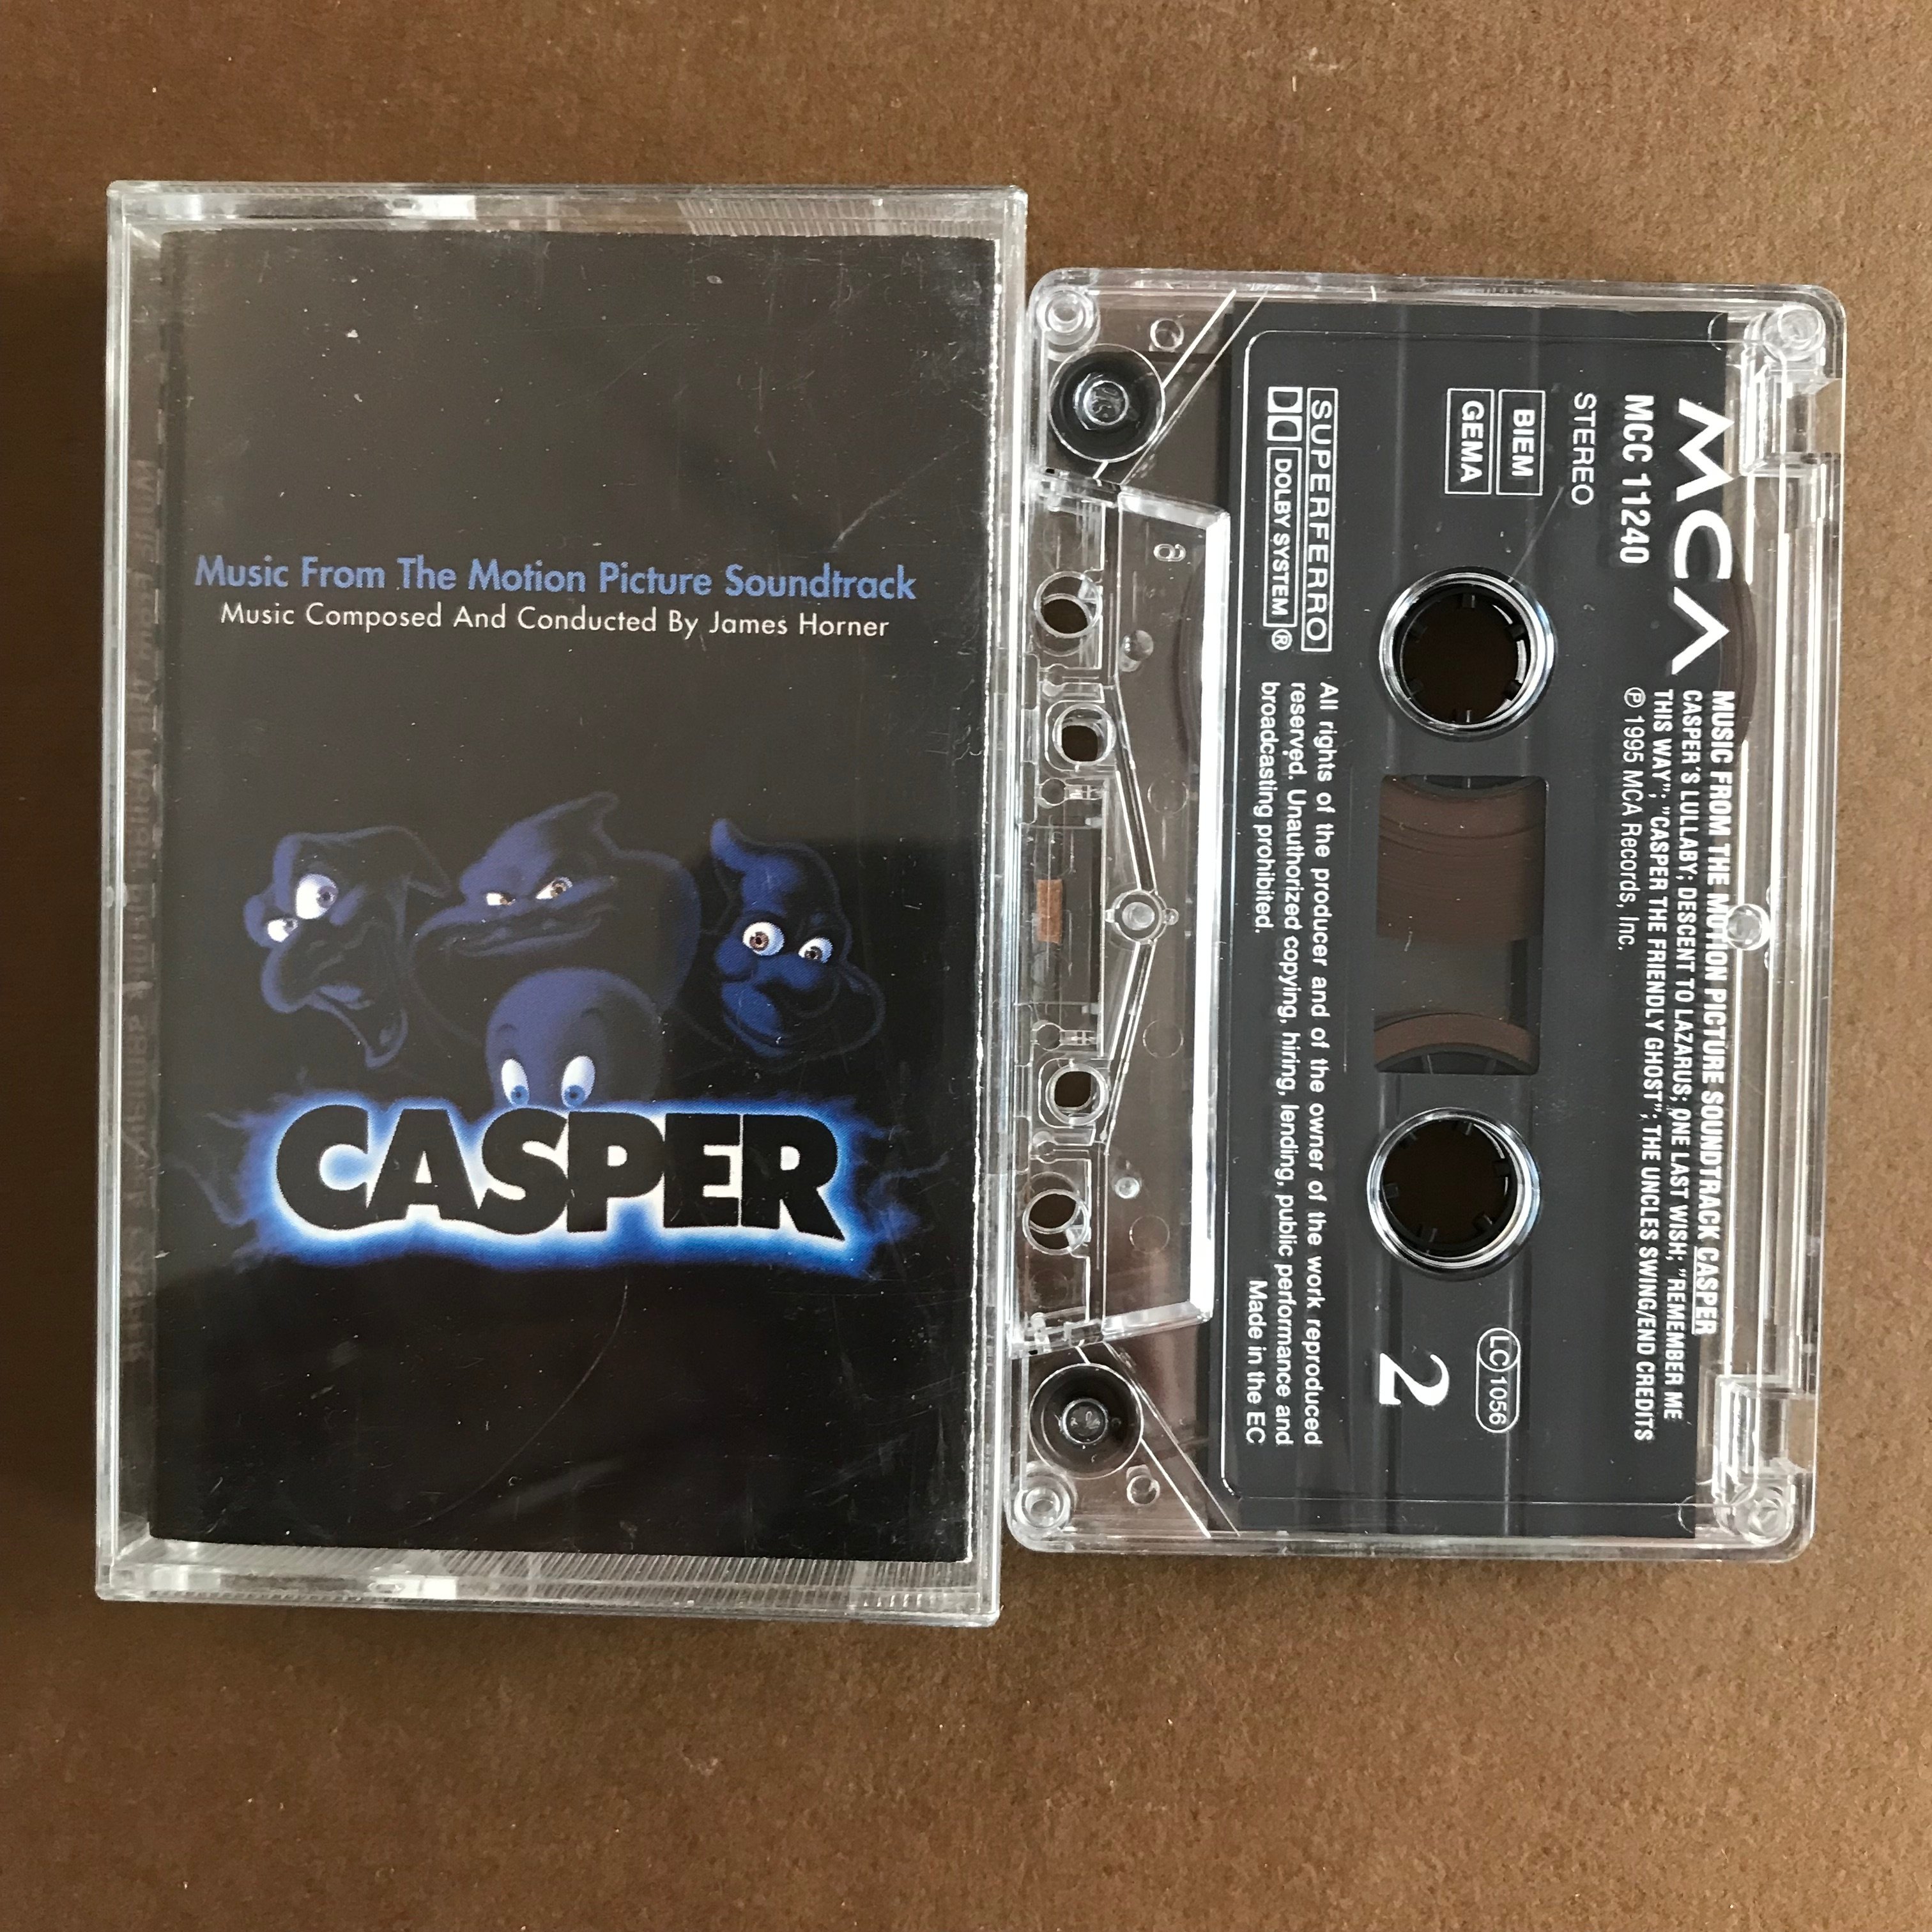 Music From The Motion Picture Soundtrack
Music Composed And Conducted By James Horner
CASPER
MCA
MUSIC FROM THE MOTION PICTURE SOUNDTRACK CASPER
CASPER'S LULLABY; DESCENT TO LAZARUS; ONE LAST WISH; "REMBEMBER ME
THIS WAY"; "CASPER THE FRIENDLY GHOST"; THE UNCLES SWING/END CREDITS
℗ 1995 MCA Records, Inc.
MCC 11240
STEREO
BIEM
GEMA
LC 1056
2
SUPERFERRO
DOLBY SYSTEM ®
All rights of the producer and of the owner of the work reproduced
reserved. Unauthorized copying, hiring, lending, public performance and
broadcasting prohibited.
Made in the EC